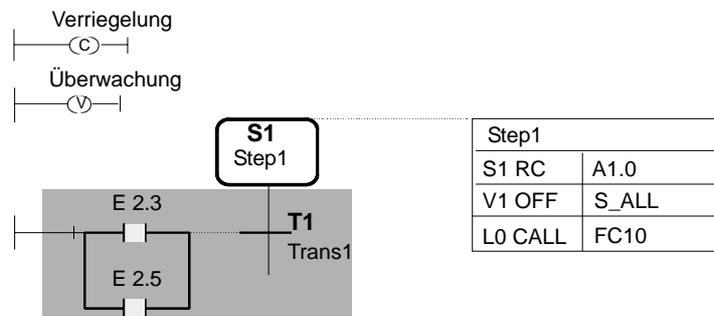 Verriegelung
C
Überwachung
V
S1
Step1
Step1
S1 RC A1.0
V1 OFF S_ALL
L0 CALL FC10
E 2.3
T1
Trans1
E 2.5